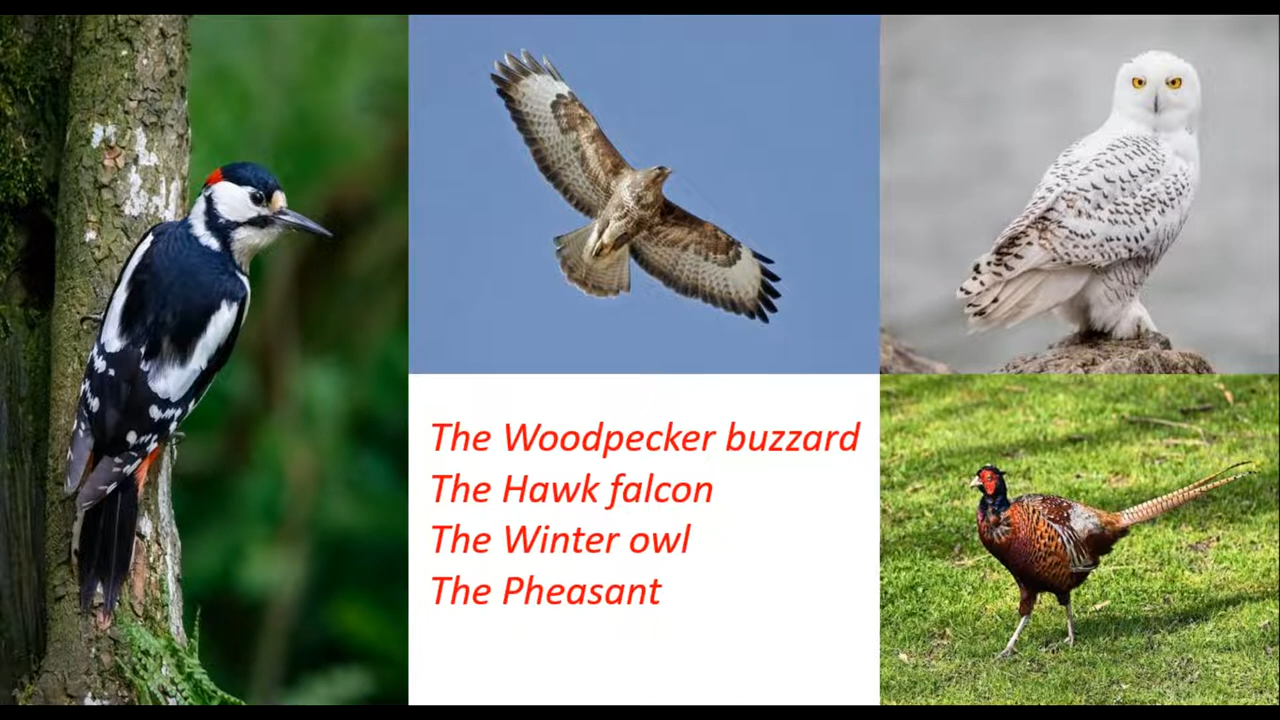 The Woodpecker buzzard
The Hawk falcon
The Winter owl
The Pheasant